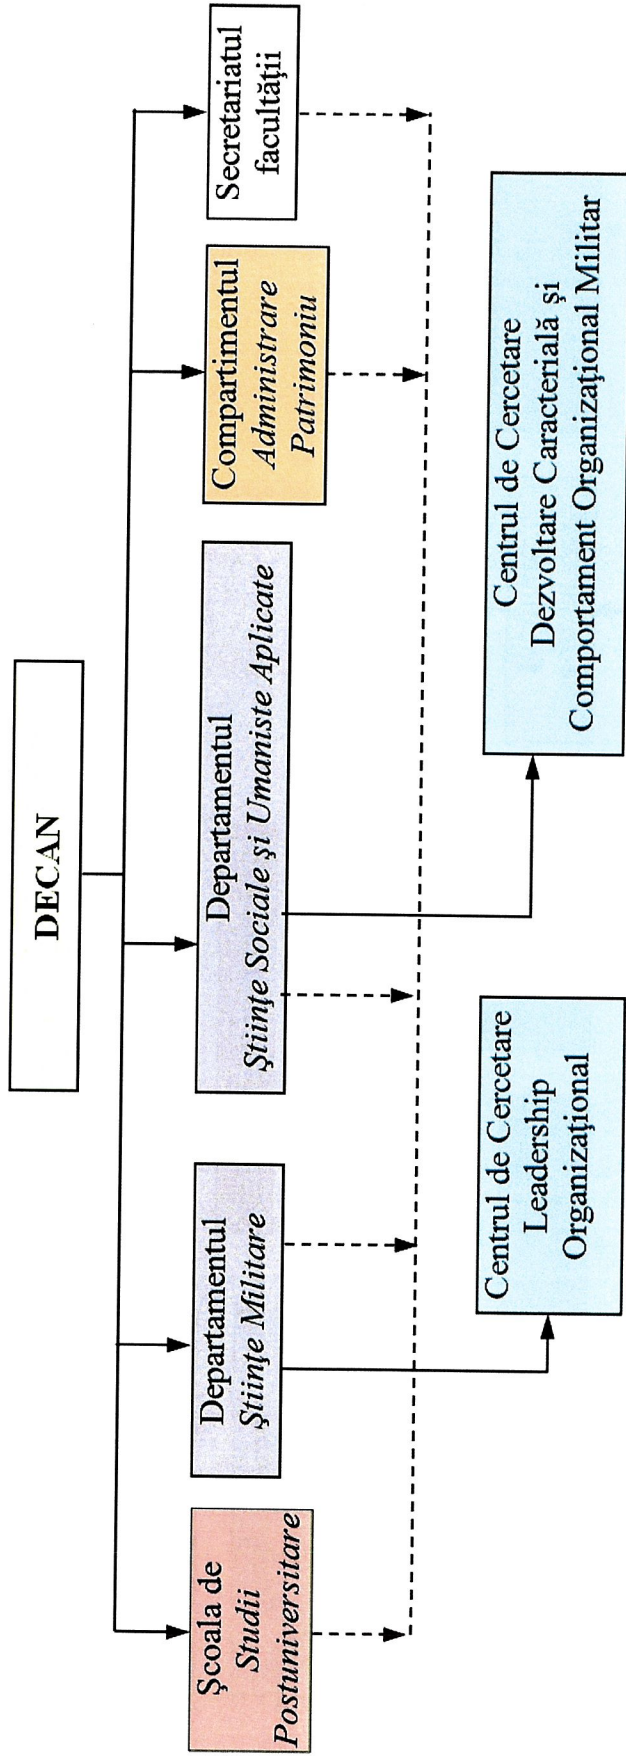 DECAN
Şcoala de
Studii
Postuniversitare
Departamentul
Ştiinţe Militare
Departamentul
Ştiinţe Sociale şi Umaniste Aplicate
Compartimentul
Administrare
Patrimoniu
Secretariatul
facultăţii
Centrul de Cercetare
Leadership
Organizaţional
Centrul de Cercetare
Dezvoltare Caracterială şi
Comportament Organizaţional Militar